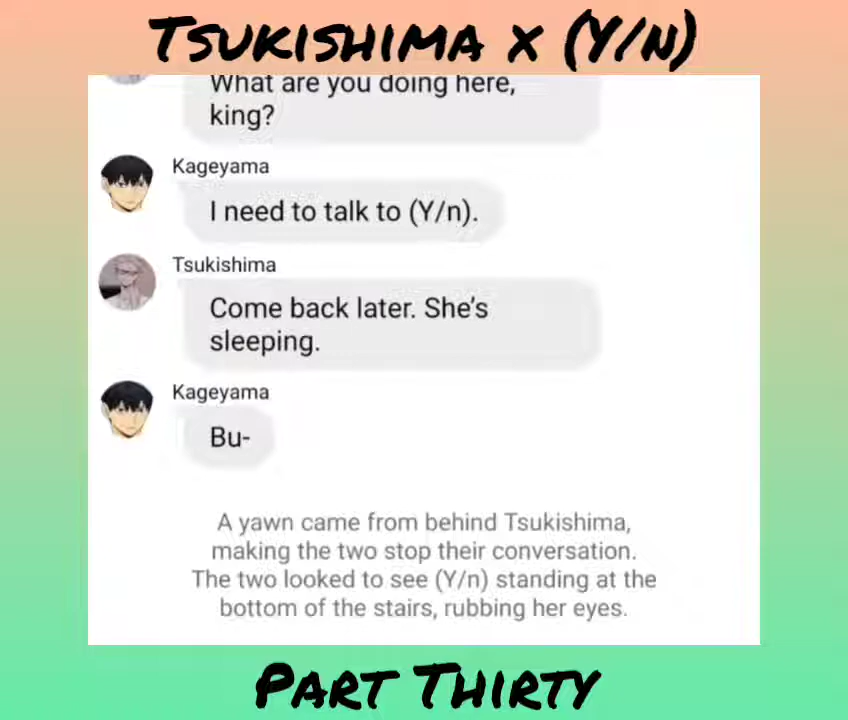 Tsukishima x (Y/n)
What are you doing here,
king?
Kageyama
I need to talk to (Y/n).
Tsukishima
Come back later. She's
sleeping.
Kageyama
Bu-
A yawn came from behind Tsukishima,
making the two stop their conversation.
The two looked to see (Y/n) standing at the
bottom of the stairs, rubbing her eyes.
Part Thirty